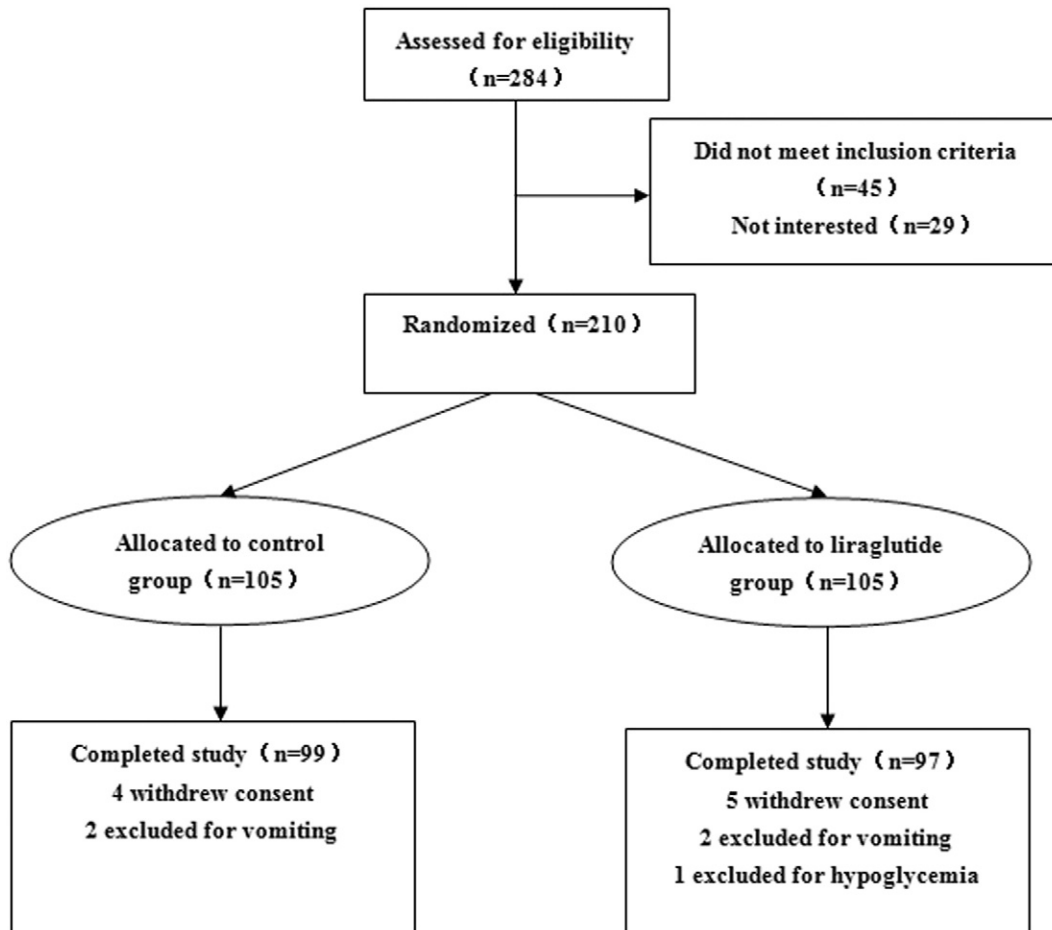 Assessed for eligibility
(n=284)
Did not meet inclusion criteria
(n=45)
Not interested (n=29)
Randomized (n=210)
Allocated to control
group (n=105)
Allocated to liraglutide
group (n=105)
Completed study (n=99)
4 withdrew consent
2 excluded for vomiting
Completed study (n=97)
5 withdrew consent
2 excluded for vomiting
1 excluded for hypoglycemia